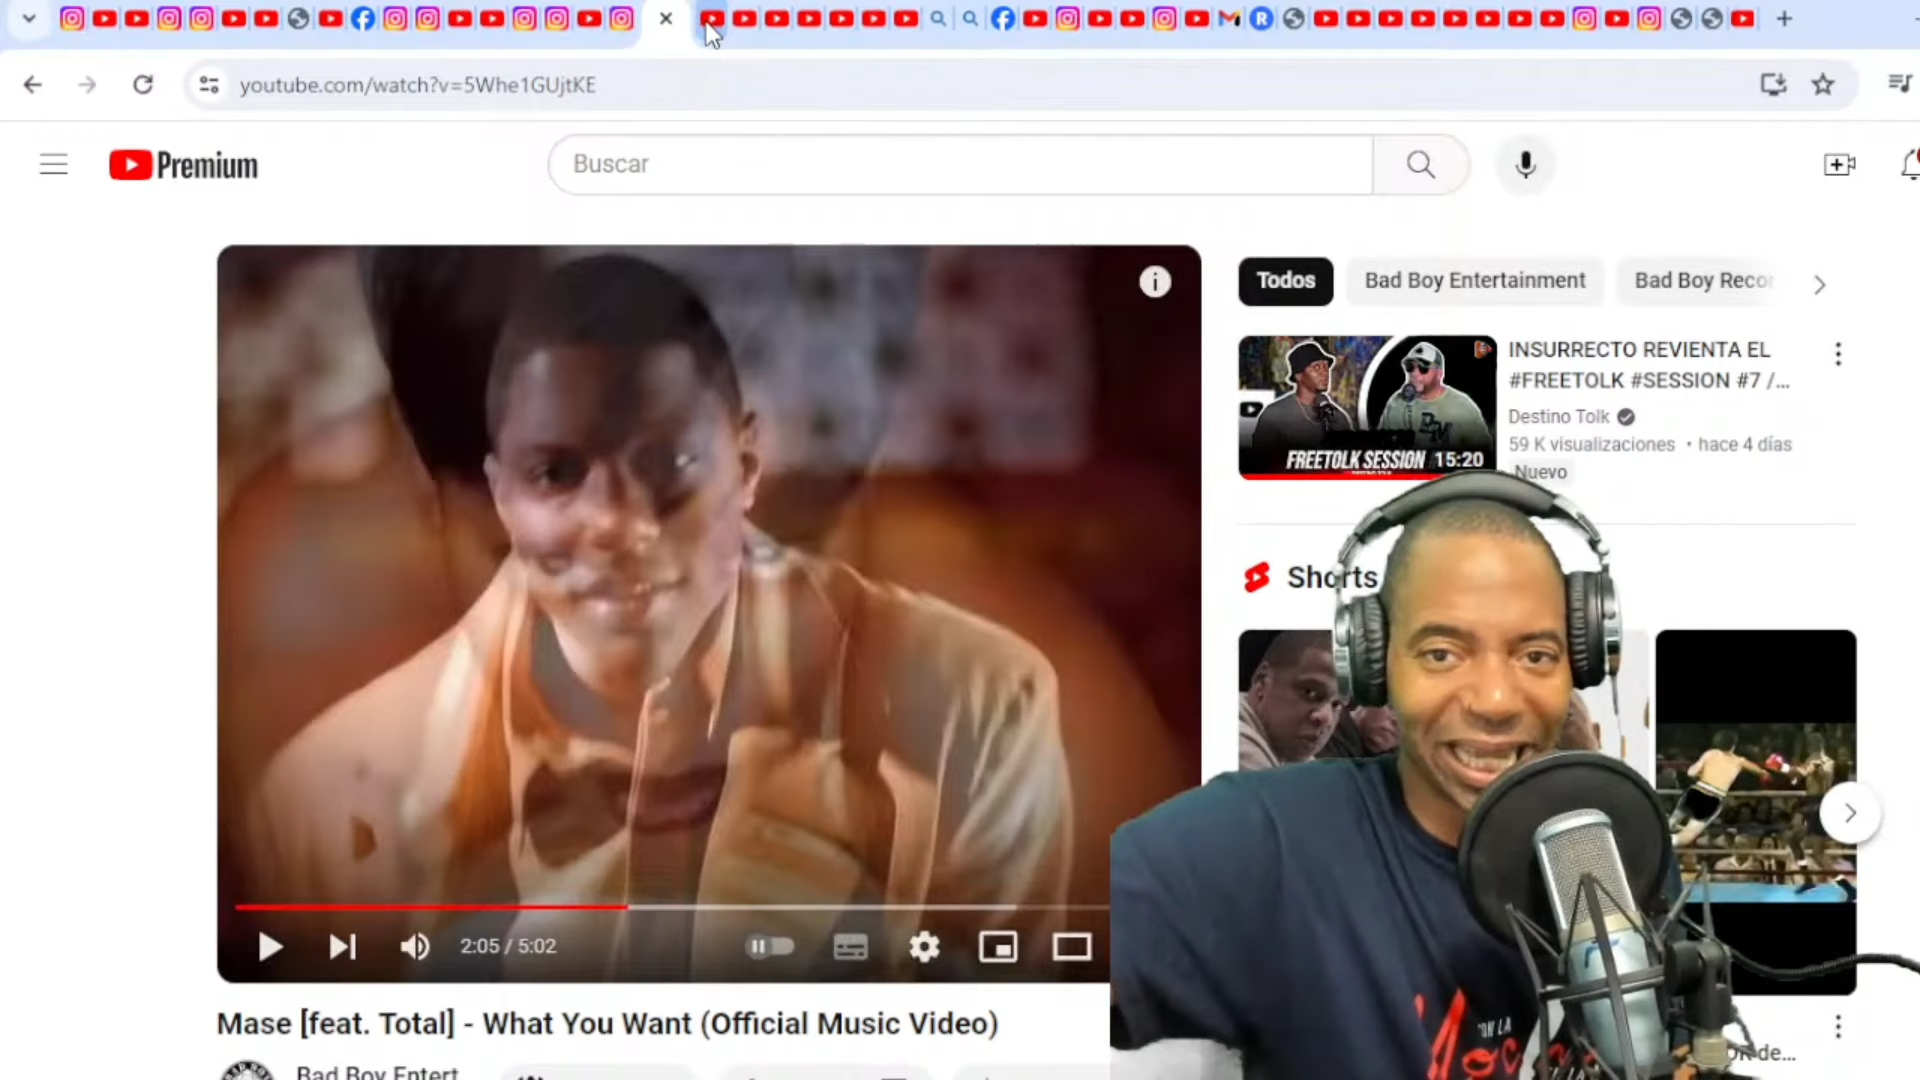 youtube.com/watch?v=5Whe1GUjtKE
Premium
Buscar
Todos
Bad Boy Entertainment
Bad Boy Recor
INSURRECTO REVIENTA EL
#FREETOLK #SESSION #7 /...
Destino Tolk
59 K visualizaciones • hace 4 días
Nuevo
FREETOLK SESSION
15:20
Shorts
2:05 / 5:02
Mase [feat. Total] - What You Want (Official Music Video)
Bad Boy Entert
de...